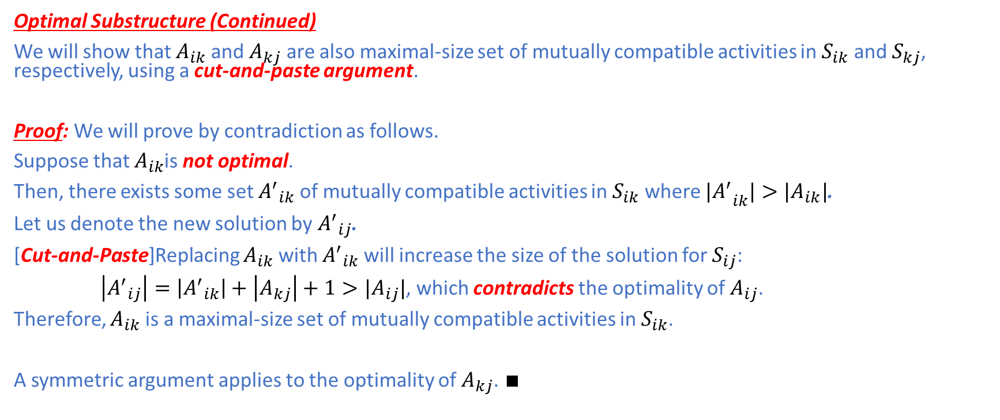 Optimal Substructure (Continued)
We will show that A_{ik} and A_{kj} are also maximal-size set of mutually compatible activities in S_{ik} and S_{kj},
respectively, using a cut-and-paste argument.
Proof: We will prove by contradiction as follows.
Suppose that A_{ik} is not optimal.
Then, there exists some set A'_{ik} of mutually compatible activities in S_{ik} where |A'_{ik}| > |A_{ik}|.
Let us denote the new solution by A'_{ij}.
[Cut-and-Paste]Replacing A_{ik} with A'_{ik} will increase the size of the solution for S_{ij}:
|A'_{ij}| = |A'_{ik}| + |A_{kj}| + 1 > |A_{ij}|, which contradicts the optimality of A_{ij}.
Therefore, A_{ik} is a maximal-size set of mutually compatible activities in S_{ik}.
A symmetric argument applies to the optimality of A_{kj}. ■